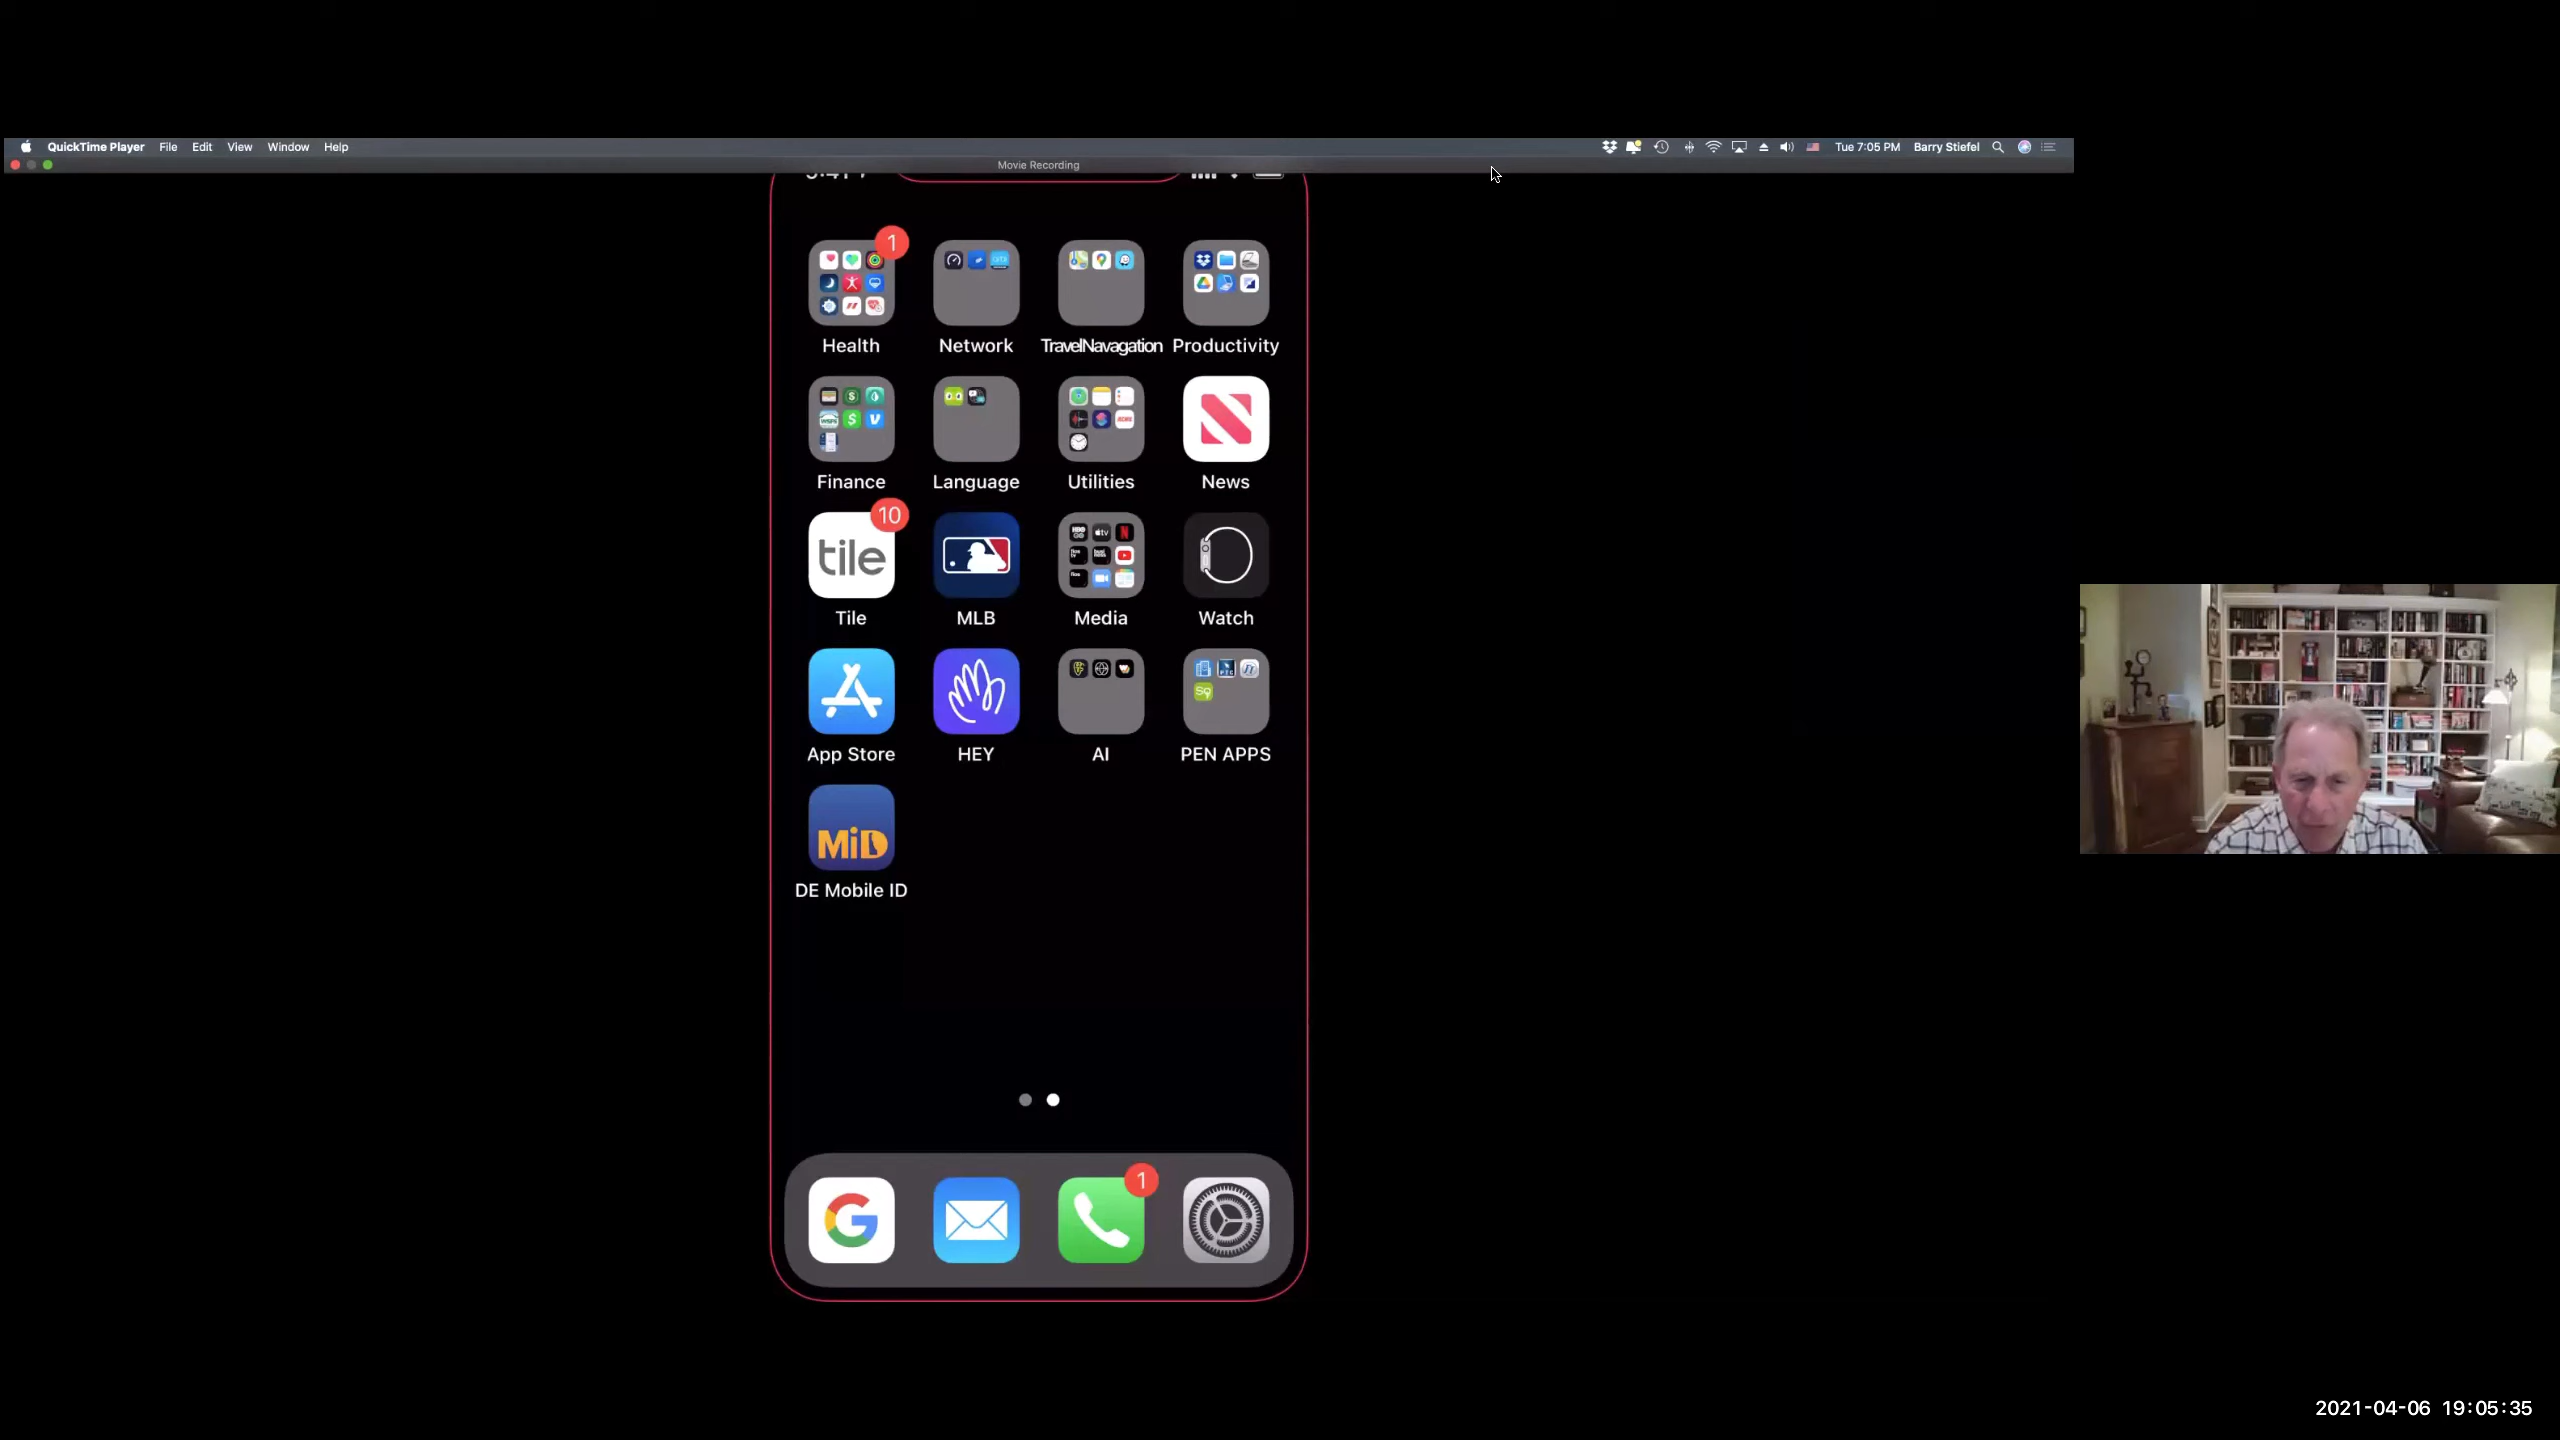 QuickTime Player File Edit View Window Help
Tue 7:05 PM Barry Stiefel
Movie Recording
1
Health Network TravelNavagation Productivity
Finance Language Utilities News
10
tile
Tile MLB Media Watch
App Store HEY AI PEN APPS
MiD
DE Mobile ID
1
2021-04-06 19:05:35